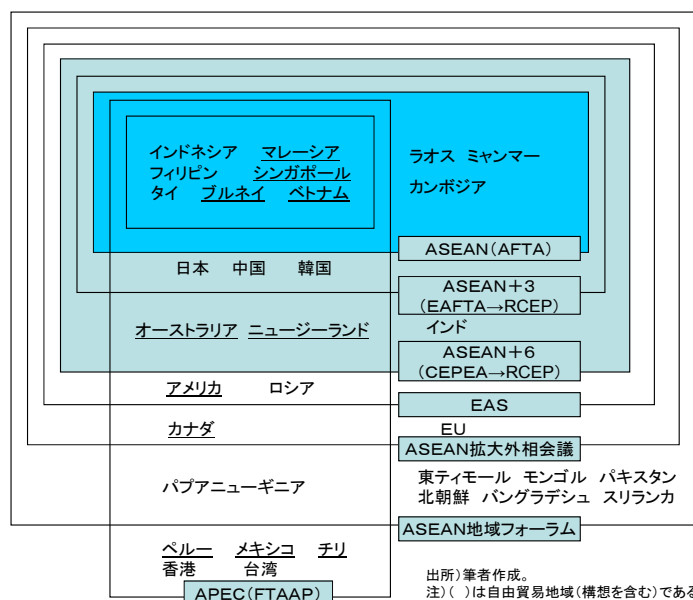 インドネシア マレーシア
フィリピン シンガポール
タイ ブルネイ ベトナム
ラオス ミャンマー
カンボジア
ASEAN(AFTA)
日本 中国 韓国
ASEAN+3
(EAFTA→RCEP)
オーストラリア ニュージーランド インド
ASEAN+6
(CEPEA→RCEP)
アメリカ ロシア
EAS
カナダ EU
ASEAN拡大外相会議
パプアニューギニア
東ティモール モンゴル パキスタン
北朝鮮 バングラデシュ スリランカ
ASEAN地域フォーラム
ペルー メキシコ チリ
香港 台湾
APEC(FTAAP)
出所)筆者作成。
注)( )は自由貿易地域(構想を含む)である